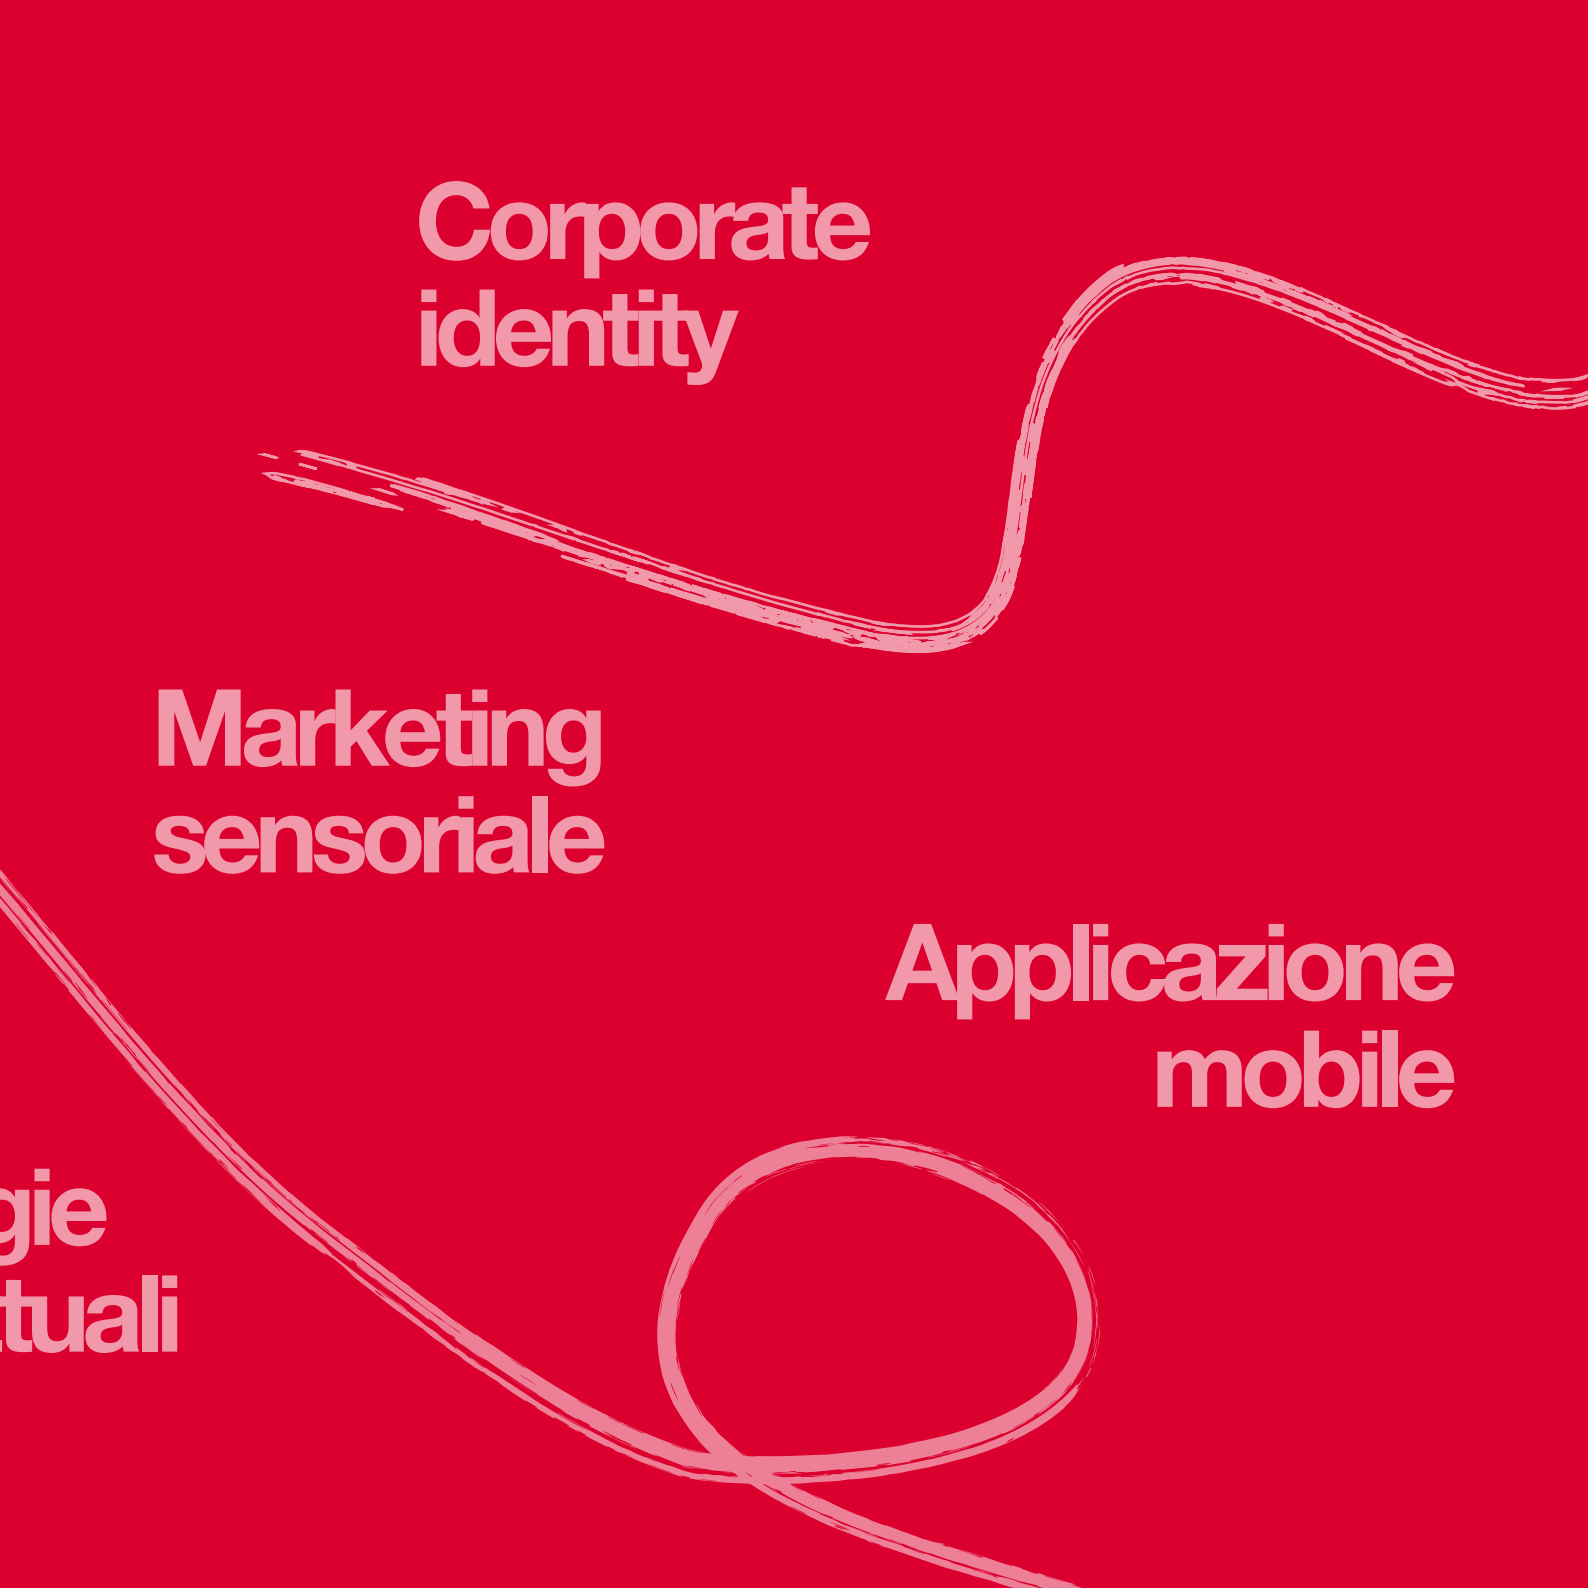 Corporate
identity
Marketing
sensoriale
Applicazione
mobile
gie
tuali